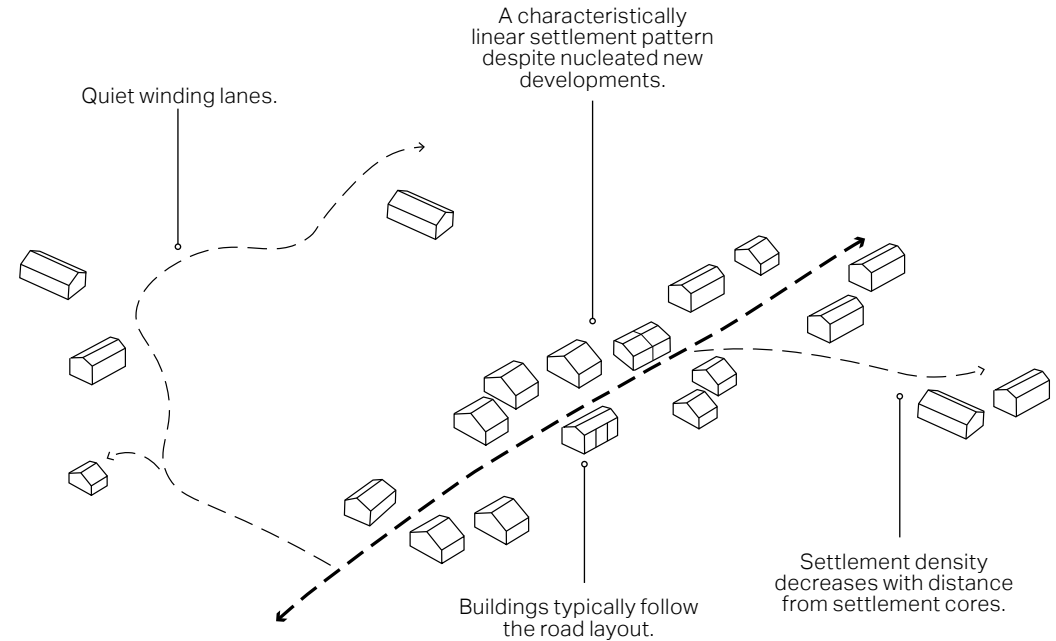 A characteristically
linear settlement pattern
despite nucleated new
developments.
Quiet winding lanes.
Settlement density
decreases with distance
from settlement cores.
Buildings typically follow
the road layout.